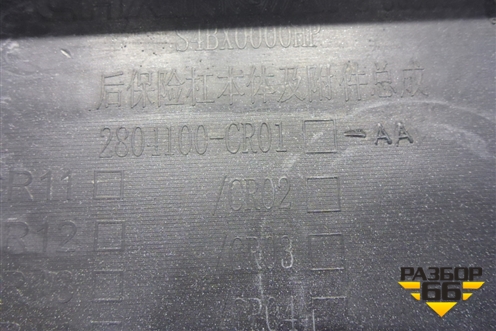 S4BX0000MP
后保险杠本体及附件总成
2804100-CR01 □-AA
R11 □ /CR02 □
R12 □ /CR03 □
РАЗБОР
66